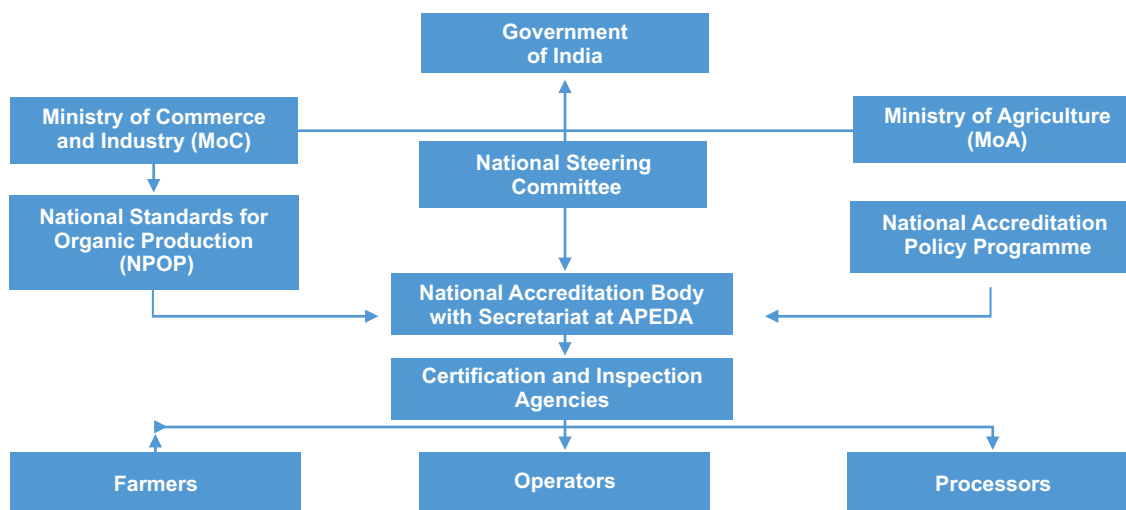 Government
of India
Ministry of Commerce
and Industry (MoC)
Ministry of Agriculture
(MoA)
National Steering
Committee
National Standards for
Organic Production
(NPOP)
National Accreditation
Policy Programme
National Accreditation Body
with Secretariat at APEDA
Certification and Inspection
Agencies
Farmers
Operators
Processors